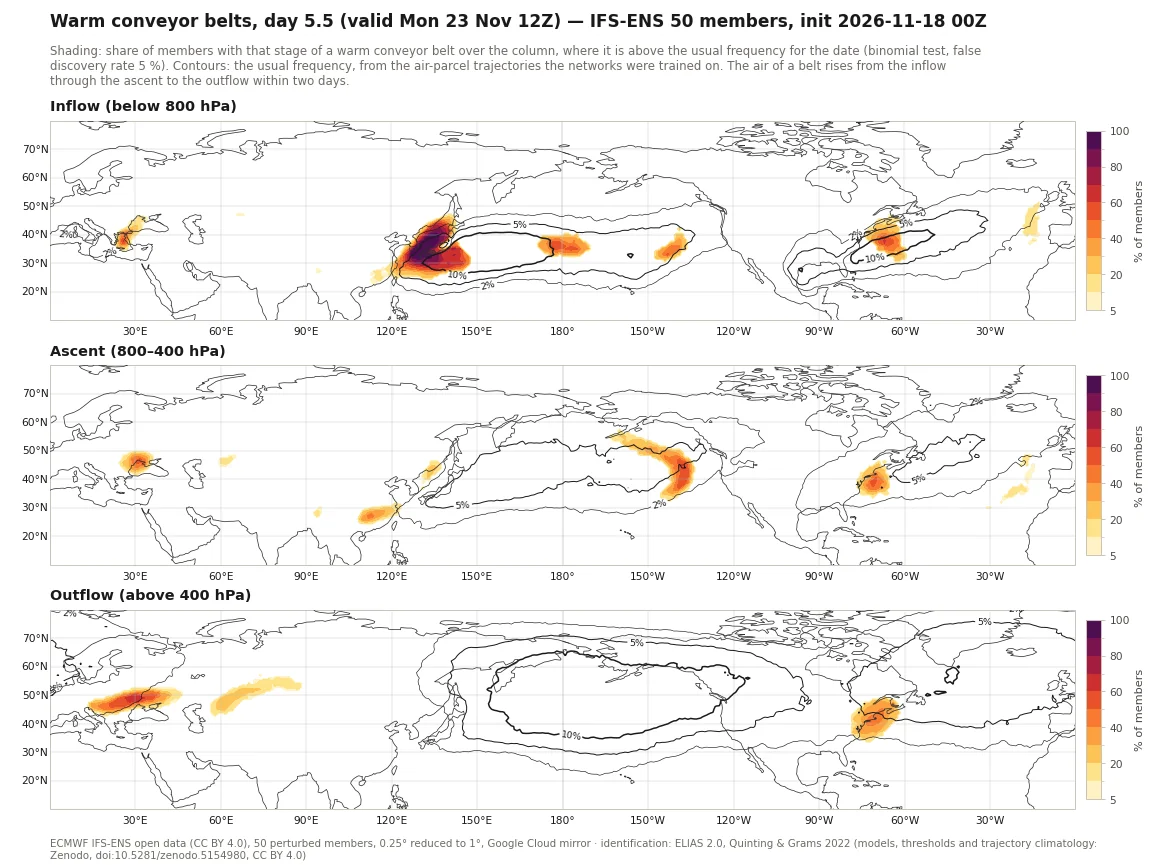 Warm conveyor belts, day 5.5 (valid Mon 23 Nov 12Z) — IFS-ENS 50 members, init 2026-11-18 00Z
Shading: share of members with that stage of a warm conveyor belt over the column, where it is above the usual frequency for the date (binomial test, false
discovery rate 5 %). Contours: the usual frequency, from the air-parcel trajectories the networks were trained on. The air of a belt rises from the inflow
through the ascent to the outflow within two days.
Inflow (below 800 hPa)
70°N
60°N
50°N
40°N
30°N
20°N
2%
2%
5%
10%
2%
2%
5%
10%
30°E 60°E 90°E 120°E 150°E 180° 150°W 120°W 90°W 60°W 30°W
100
80
60
40
20
5
% of members
Ascent (800–400 hPa)
70°N
60°N
50°N
40°N
30°N
20°N
2%
5%
2%
5%
30°E 60°E 90°E 120°E 150°E 180° 150°W 120°W 90°W 60°W 30°W
100
80
60
40
20
5
% of members
Outflow (above 400 hPa)
70°N
60°N
50°N
40°N
30°N
20°N
2%
5%
5%
10%
30°E 60°E 90°E 120°E 150°E 180° 150°W 120°W 90°W 60°W 30°W
100
80
60
40
20
5
% of members
ECMWF IFS-ENS open data (CC BY 4.0), 50 perturbed members, 0.25° reduced to 1°, Google Cloud mirror · identification: ELIAS 2.0, Quinting & Grams 2022 (models, thresholds and trajectory climatology:
Zenodo, doi:10.5281/zenodo.5154980, CC BY 4.0)